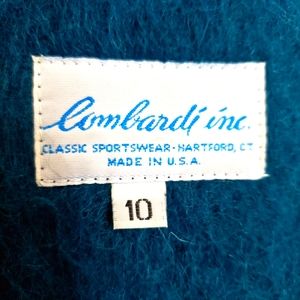 Lombardi inc.
CLASSIC SPORTSWEAR - HARTFORD, CT.
MADE IN U.S.A.
10